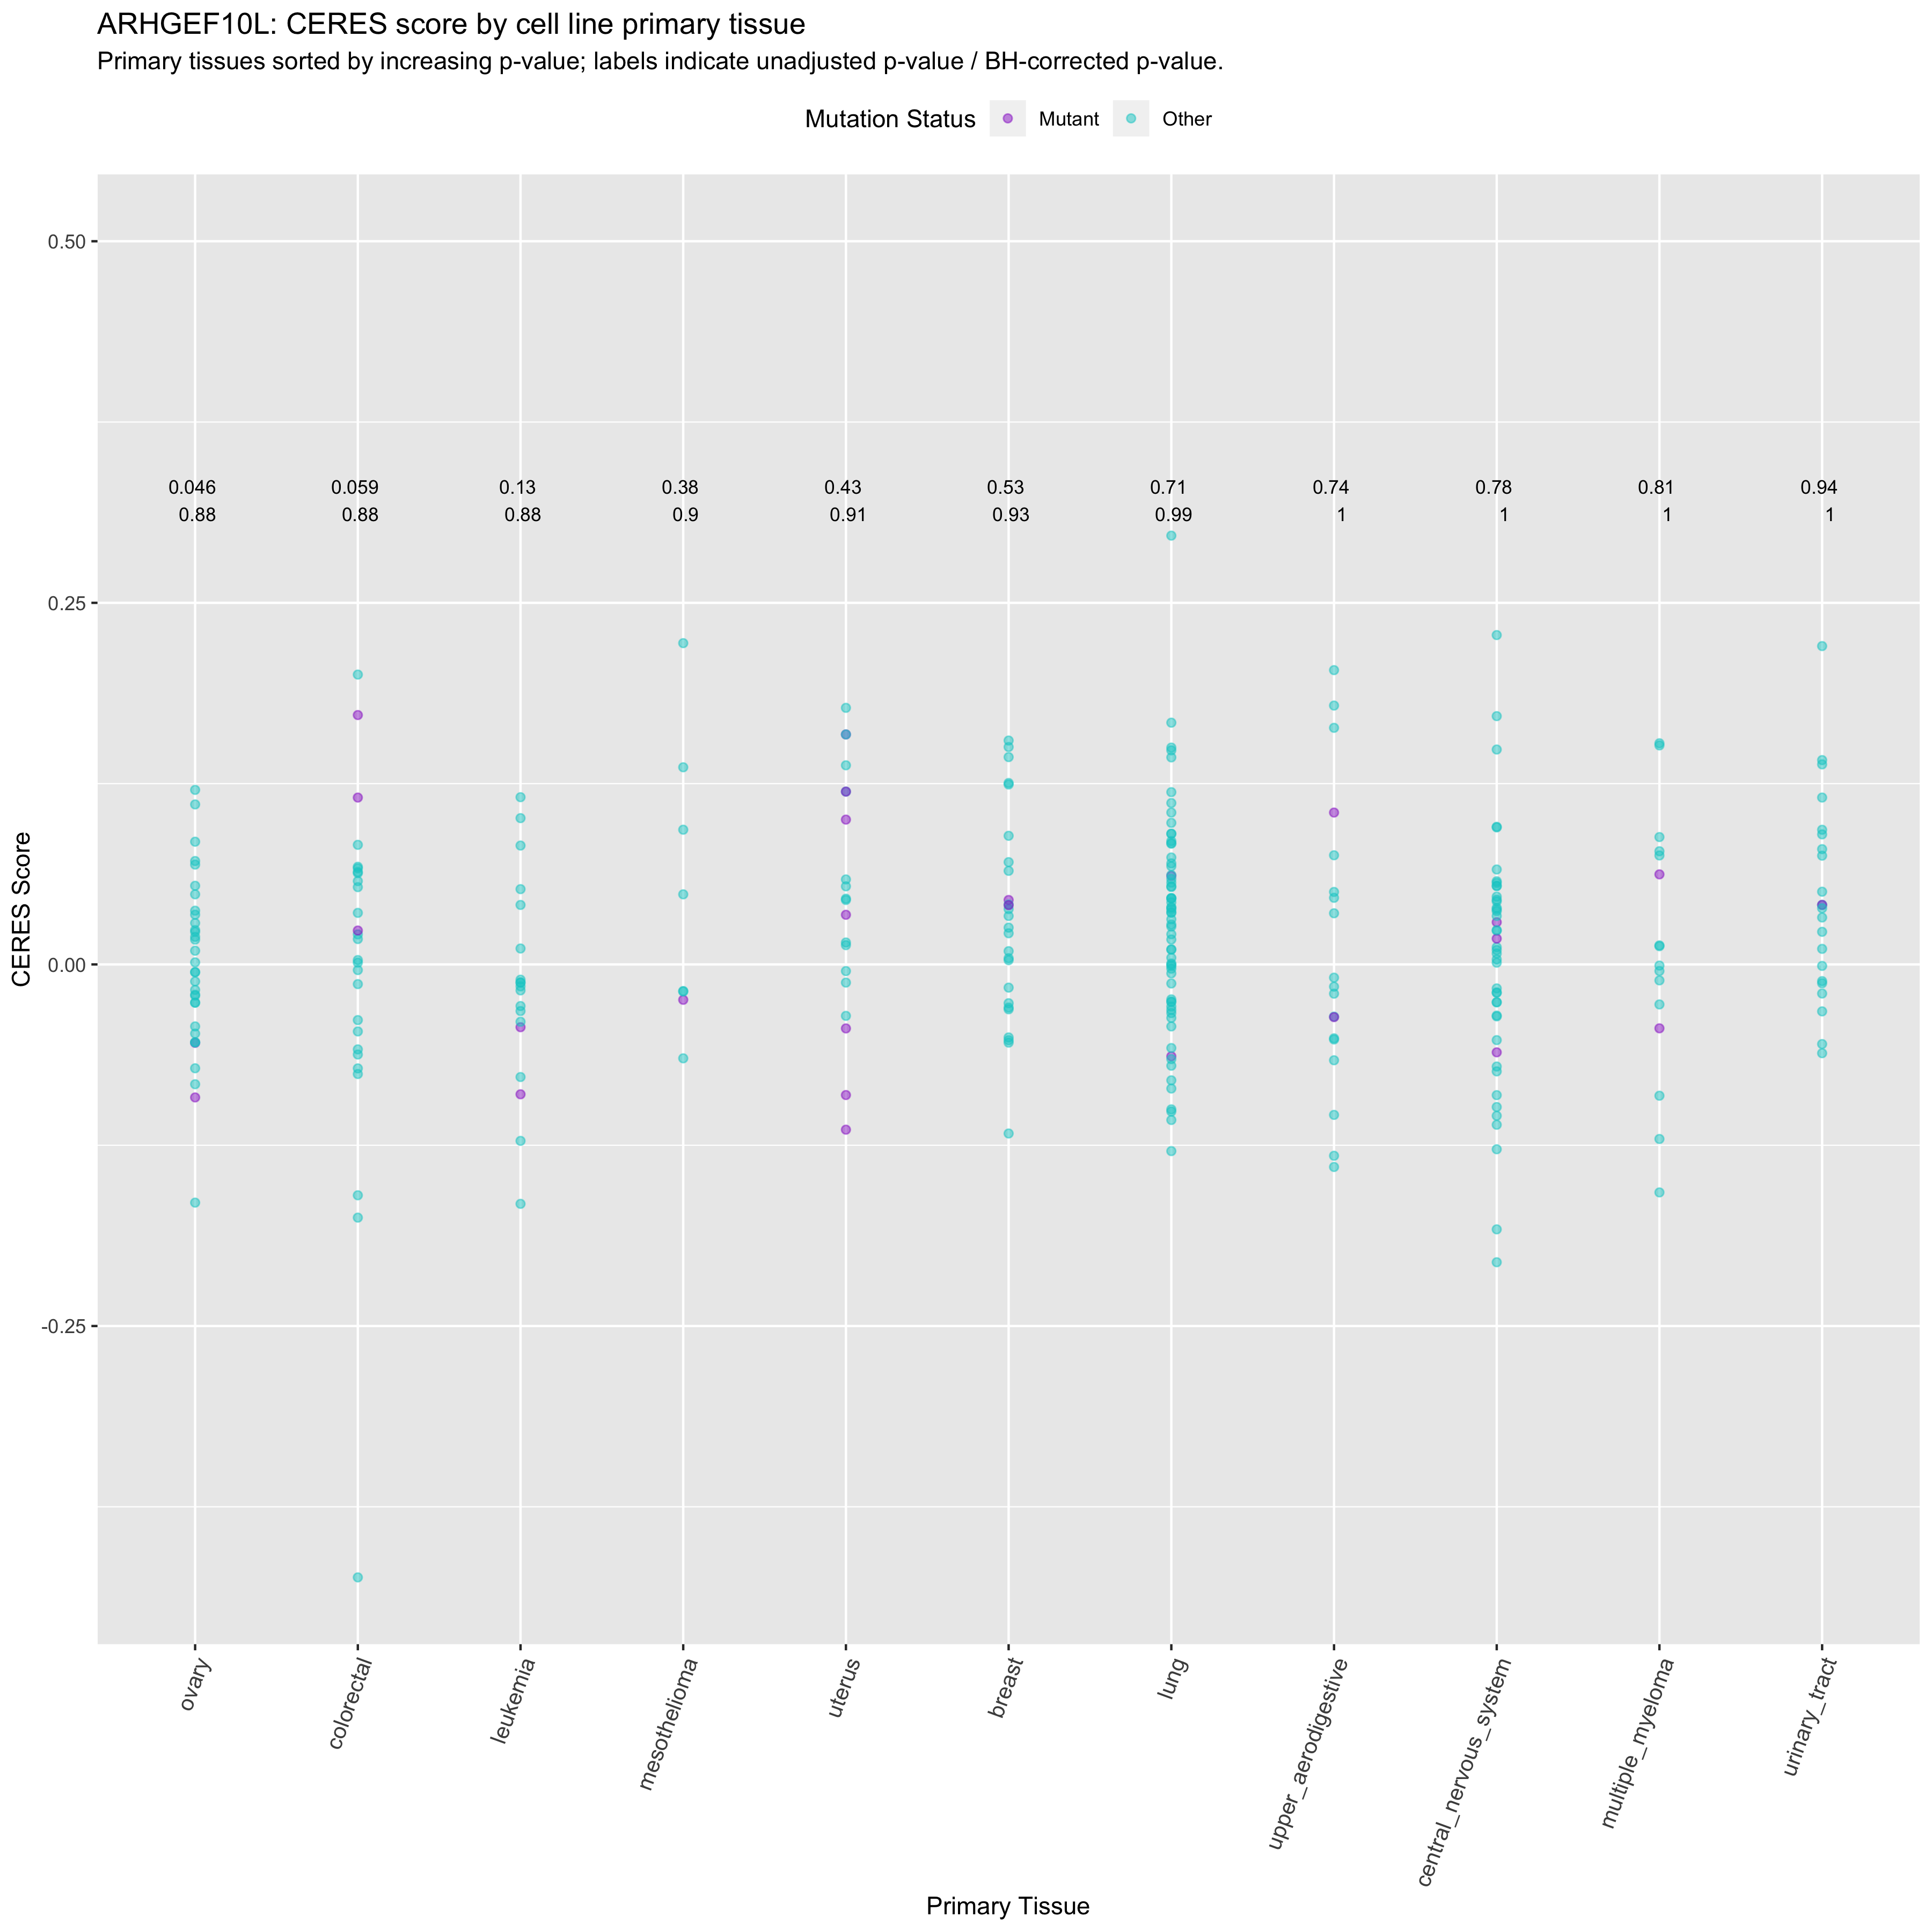 ARHGEF10L: CERES score by cell line primary tissue
Primary tissues sorted by increasing p-value; labels indicate unadjusted p-value / BH-corrected p-value.
Mutation Status Mutant Other
0.50
0.046 0.059 0.13 0.38 0.43 0.53 0.71 0.74 0.78 0.81 0.94
0.88 0.88 0.88 0.9 0.91 0.93 0.99 1 1 1 1
0.25
0.00
-0.25
CERES Score
ovary colorectal leukemia mesothelioma uterus breast lung upper_aerodigestive central_nervous_system multiple_myeloma urinary_tract
Primary Tissue